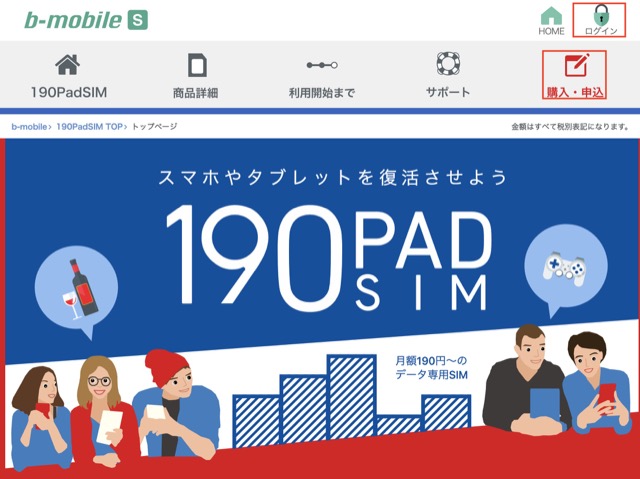 b-mobile S
HOME
ログイン
190PadSIM
商品詳細
利用開始まで
サポート
購入・申込
b-mobile› 190PadSIM TOP› トップページ
金額はすべて税別表記になります。
スマホやタブレットを復活させよう
190PAD
SIM
月額190円〜の
データ専用SIM